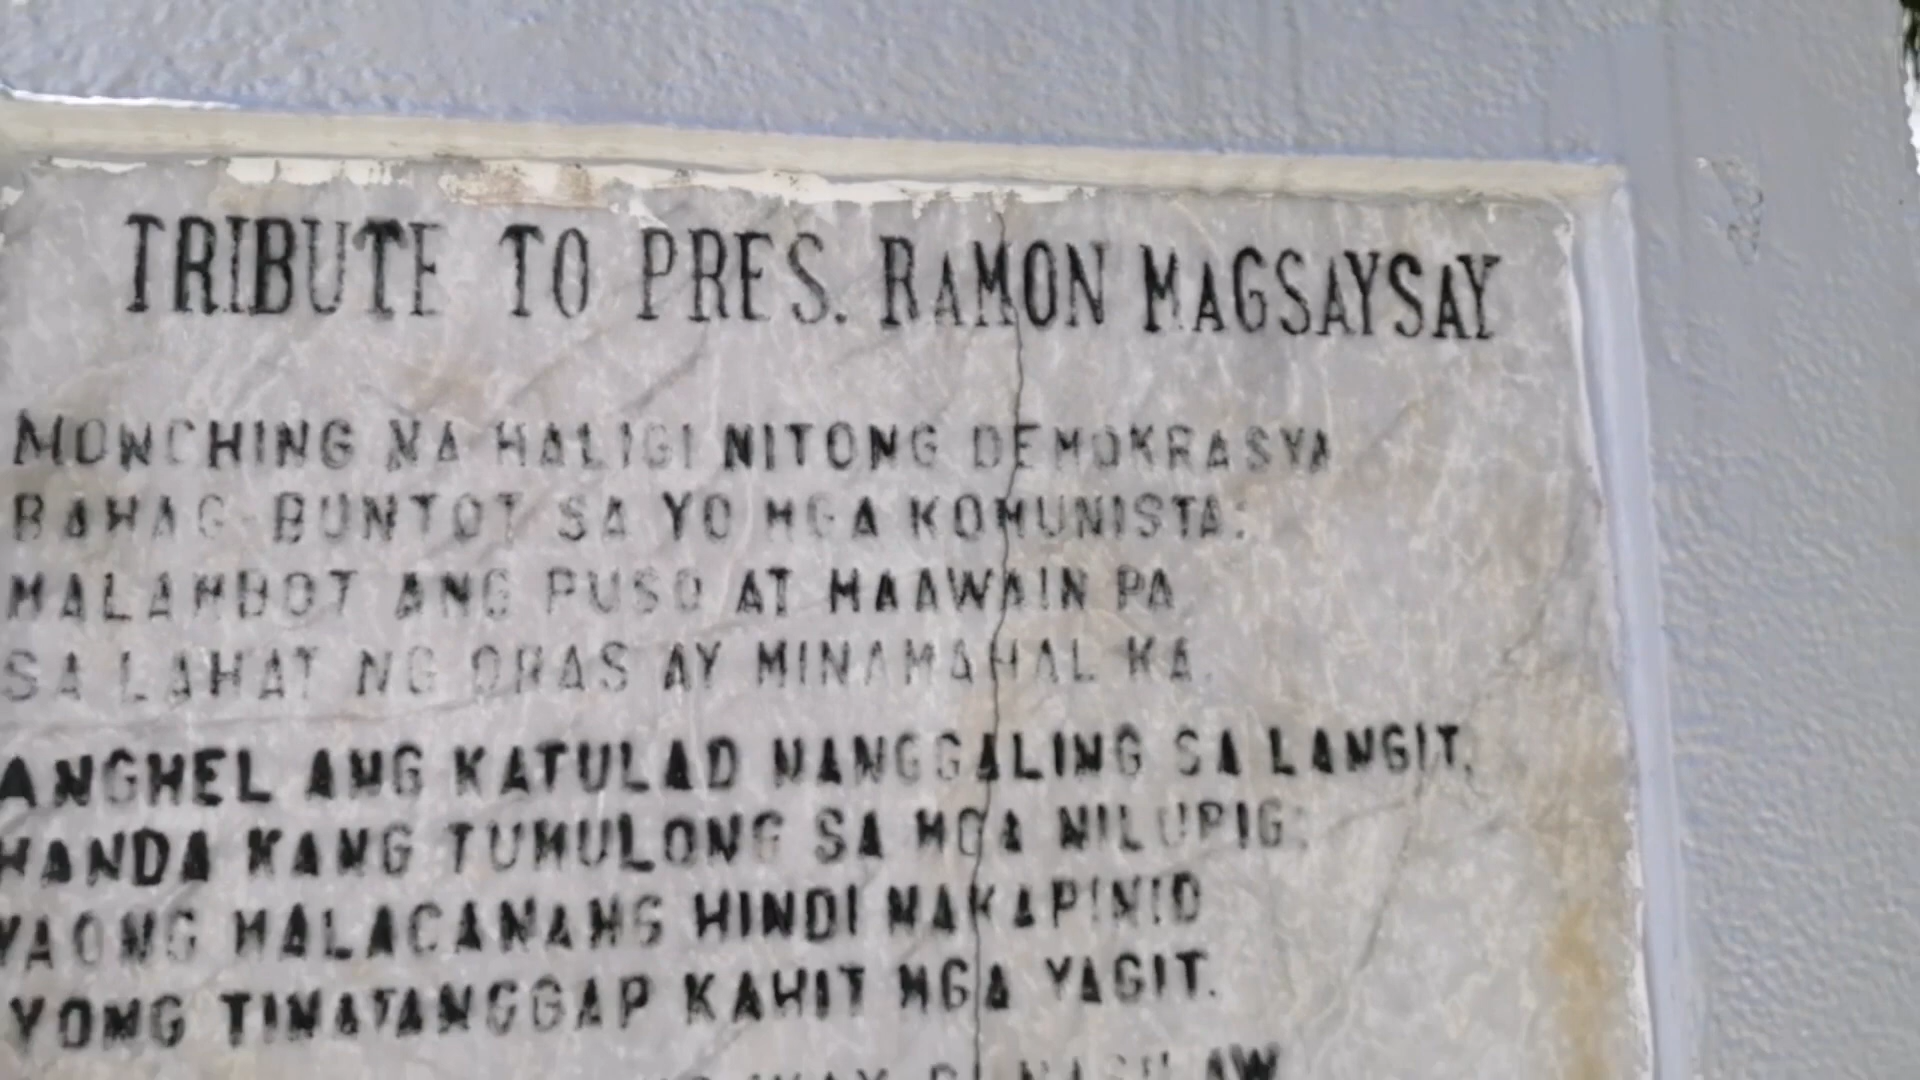 TRIBUTE TO PRES. RAMON MAGSAYSAY
MONCHING NA HALIGI NITONG DEMOKRASYA
BAHAG BUNTOT SA YO MGA KOMUNISTA:
MALAMBOT ANG PUSO AT MAAWAIN PA
SA LAHAT NG ORAS AY MINAMAHAL KA.
ANGHEL ANG KATULAD NANGGALING SA LANGIT,
HANDA KANG TUMULONG SA MGA NILUPIG:
YAONG MALACANANG HINDI NAKAPINID
YONG TINATANGGAP KAHIT MGA YAGIT.